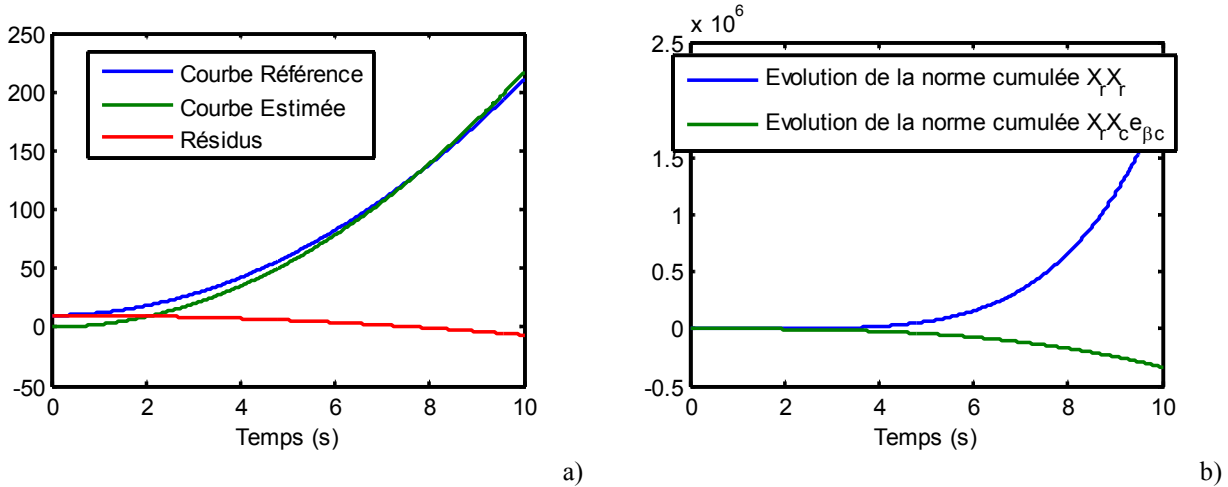 250
200
150
100
50
0
-50
0 2 4 6 8 10
Temps (s)
Courbe Référence
Courbe Estimée
Résidus
a)
x 10^6
2.5
1.5
1
0.5
0
-0.5
0 2 4 6 8 10
Temps (s)
Evolution de la norme cumulée X_rX_r
Evolution de la norme cumulée X_rX_ce_βc
b)